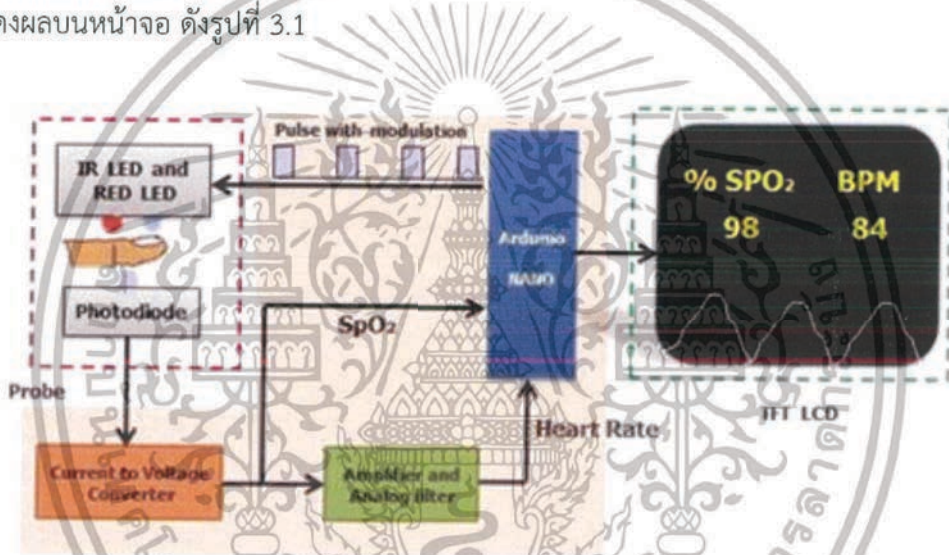 ดงผลบนหน้าจอ ดังรูปที่ 3.1
Pulse with modulation
IR LED and
RED LED
Photodiode
Probe
Current to Voltage
Converter
SpO₂
Amplifier and
Analog filter
Heart Rate
Arduino
NANO
% SPO₂ BPM
98 84
LCD